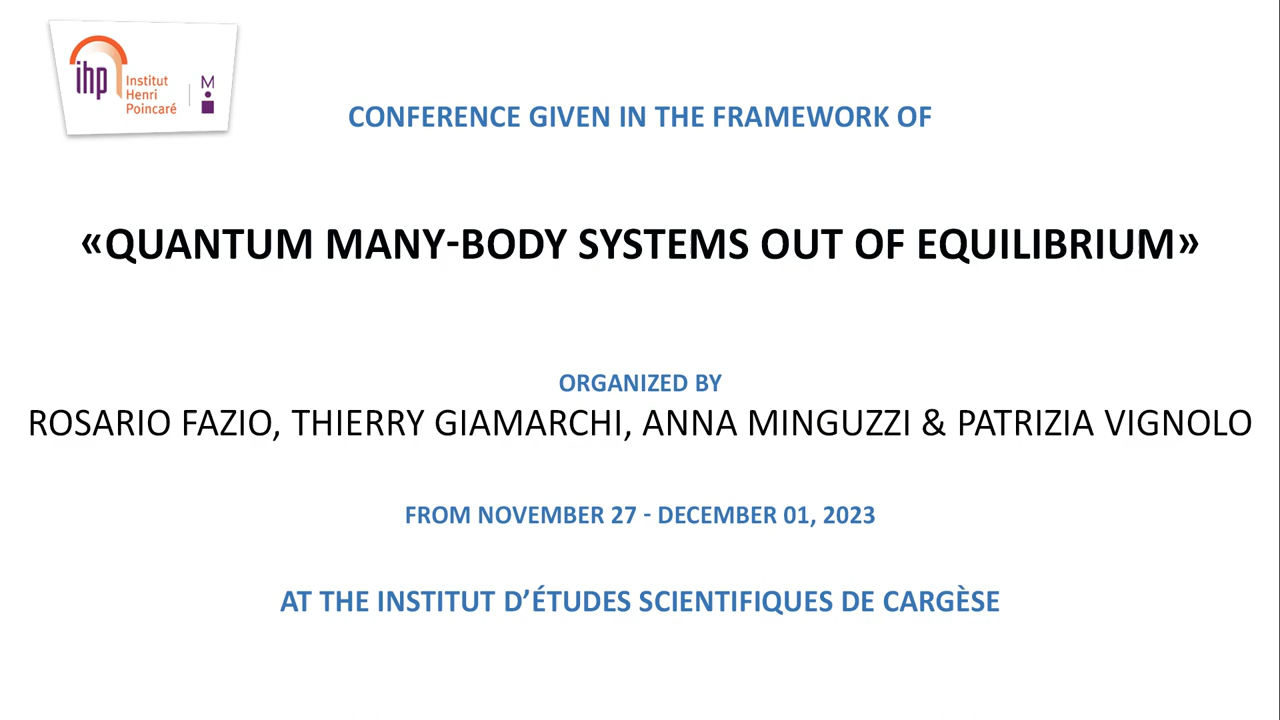 ihp
Institut
Henri
Poincaré
M
CONFERENCE GIVEN IN THE FRAMEWORK OF
«QUANTUM MANY-BODY SYSTEMS OUT OF EQUILIBRIUM»
ORGANIZED BY
ROSARIO FAZIO, THIERRY GIAMARCHI, ANNA MINGUZZI & PATRIZIA VIGNOLO
FROM NOVEMBER 27 - DECEMBER 01, 2023
AT THE INSTITUT D’ÉTUDES SCIENTIFIQUES DE CARGÈSE